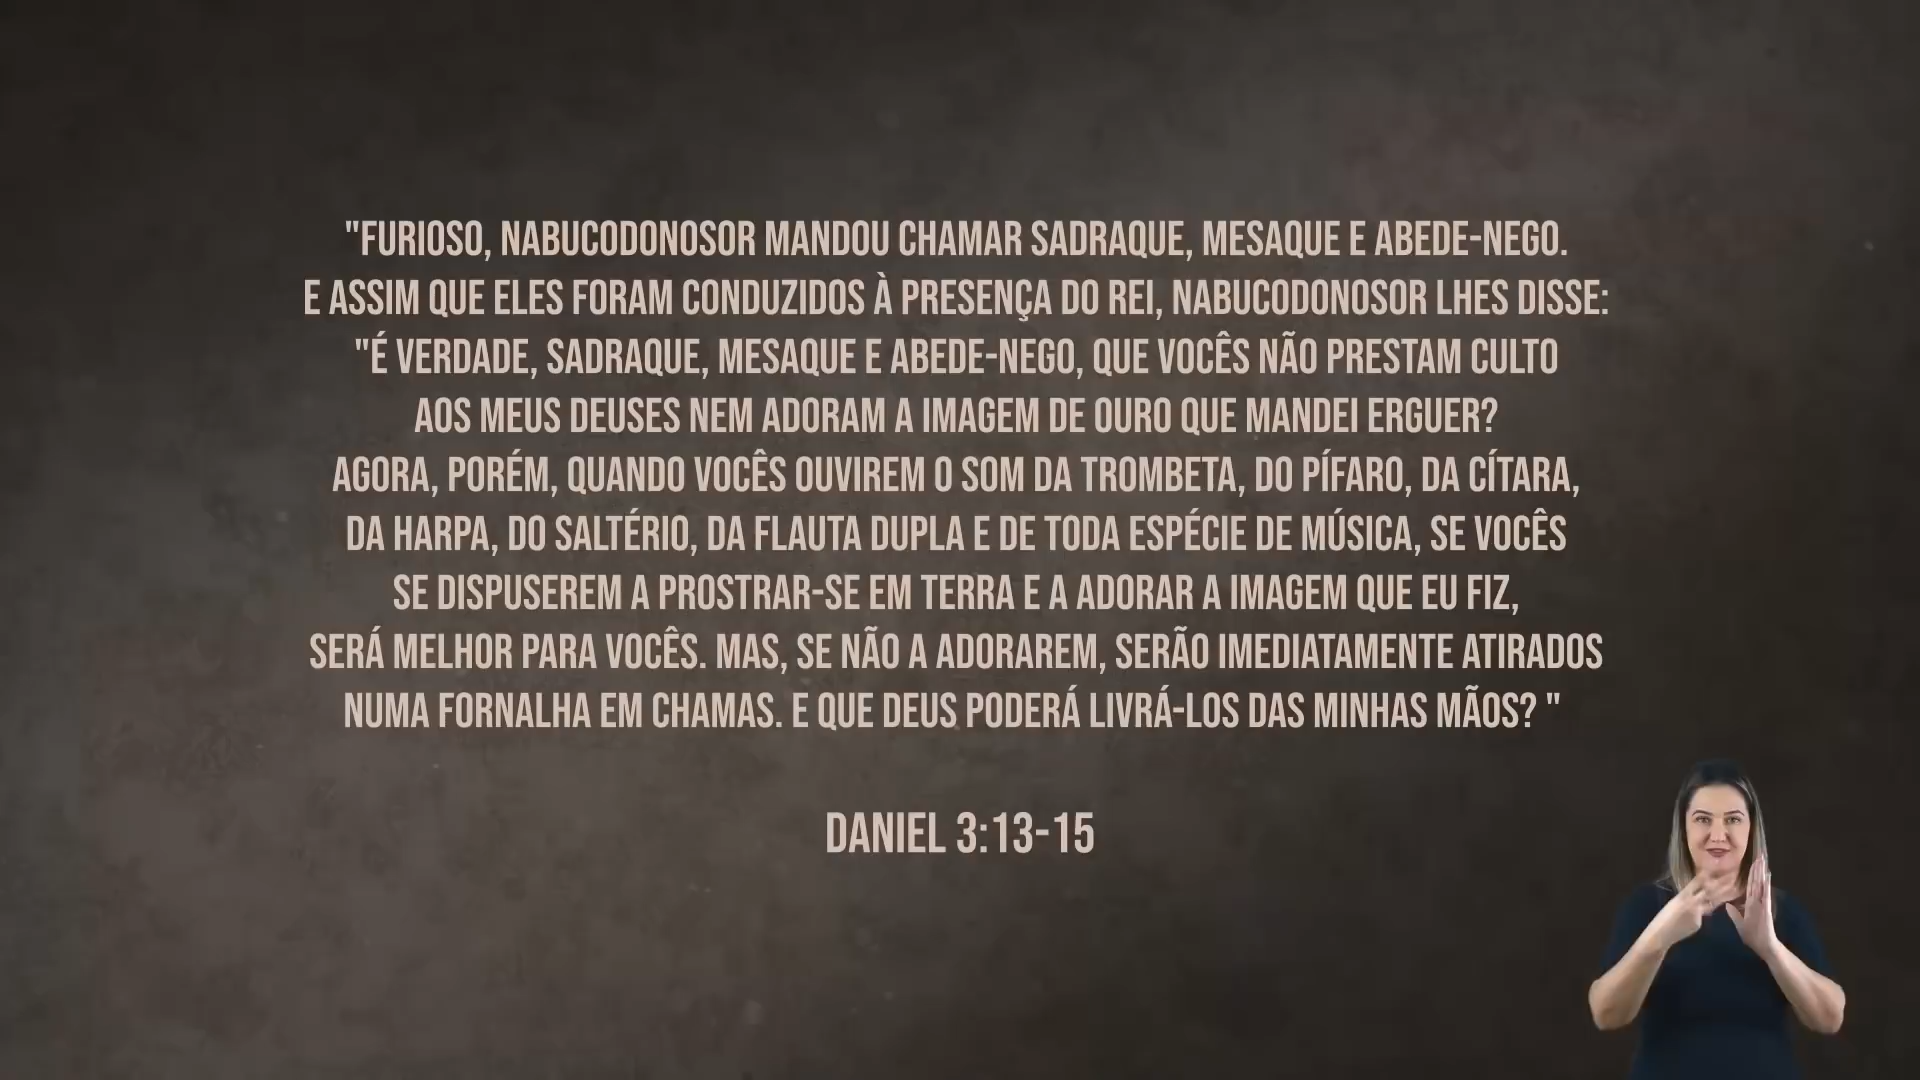 "FURIOSO, NABUCODONOSOR MANDOU CHAMAR SADRAQUE, MESAQUE E ABEDE-NEGO.
E ASSIM QUE ELES FORAM CONDUZIDOS À PRESENÇA DO REI, NABUCODONOSOR LHES DISSE:
"É VERDADE, SADRAQUE, MESAQUE E ABEDE-NEGO, QUE VOCÊS NÃO PRESTAM CULTO
AOS MEUS DEUSES NEM ADORAM A IMAGEM DE OURO QUE MANDEI ERGUER?
AGORA, PORÉM, QUANDO VOCÊS OUVIREM O SOM DA TROMBETA, DO PÍFARO, DA CÍTARA,
DA HARPA, DO SALTÉRIO, DA FLAUTA DUPLA E DE TODA ESPÉCIE DE MÚSICA, SE VOCÊS
SE DISPUSEREM A PROSTRAR-SE EM TERRA E A ADORAR A IMAGEM QUE EU FIZ,
SERÁ MELHOR PARA VOCÊS. MAS, SE NÃO A ADORAREM, SERÃO IMEDIATAMENTE ATIRADOS
NUMA FORNALHA EM CHAMAS. E QUE DEUS PODERÁ LIVRÁ-LOS DAS MINHAS MÃOS? "
DANIEL 3:13-15